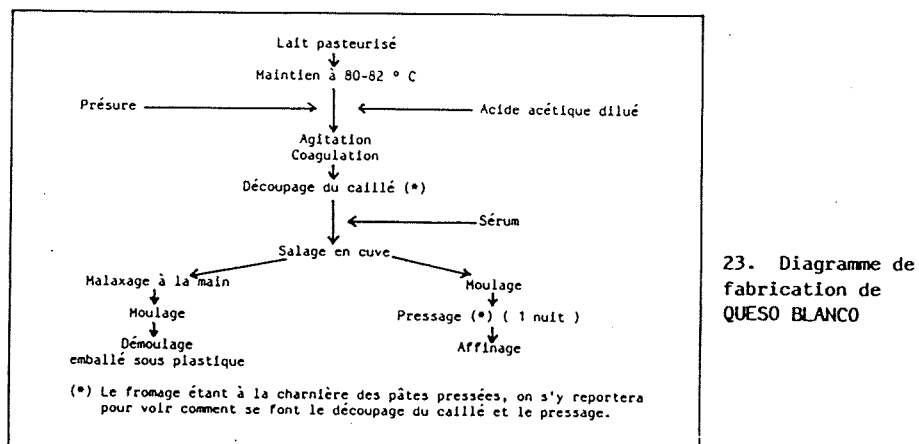 Lait pasteurisé
Maintien à 80-82 ° C
Présure
Acide acétique dilué
Agitation
Coagulation
Découpage du caillé (*)
Sérum
Salage en cuve
Malaxage à la main
Moulage
Démoulage
emballé sous plastique
Moulage
Pressage (*) ( 1 nuit )
Affinage
(*) Le fromage étant à la charnière des pâtes pressées, on s'y reportera
pour voir comment se font le découpage du caillé et le pressage.
23. Diagramme de
fabrication de
QUESO BLANCO